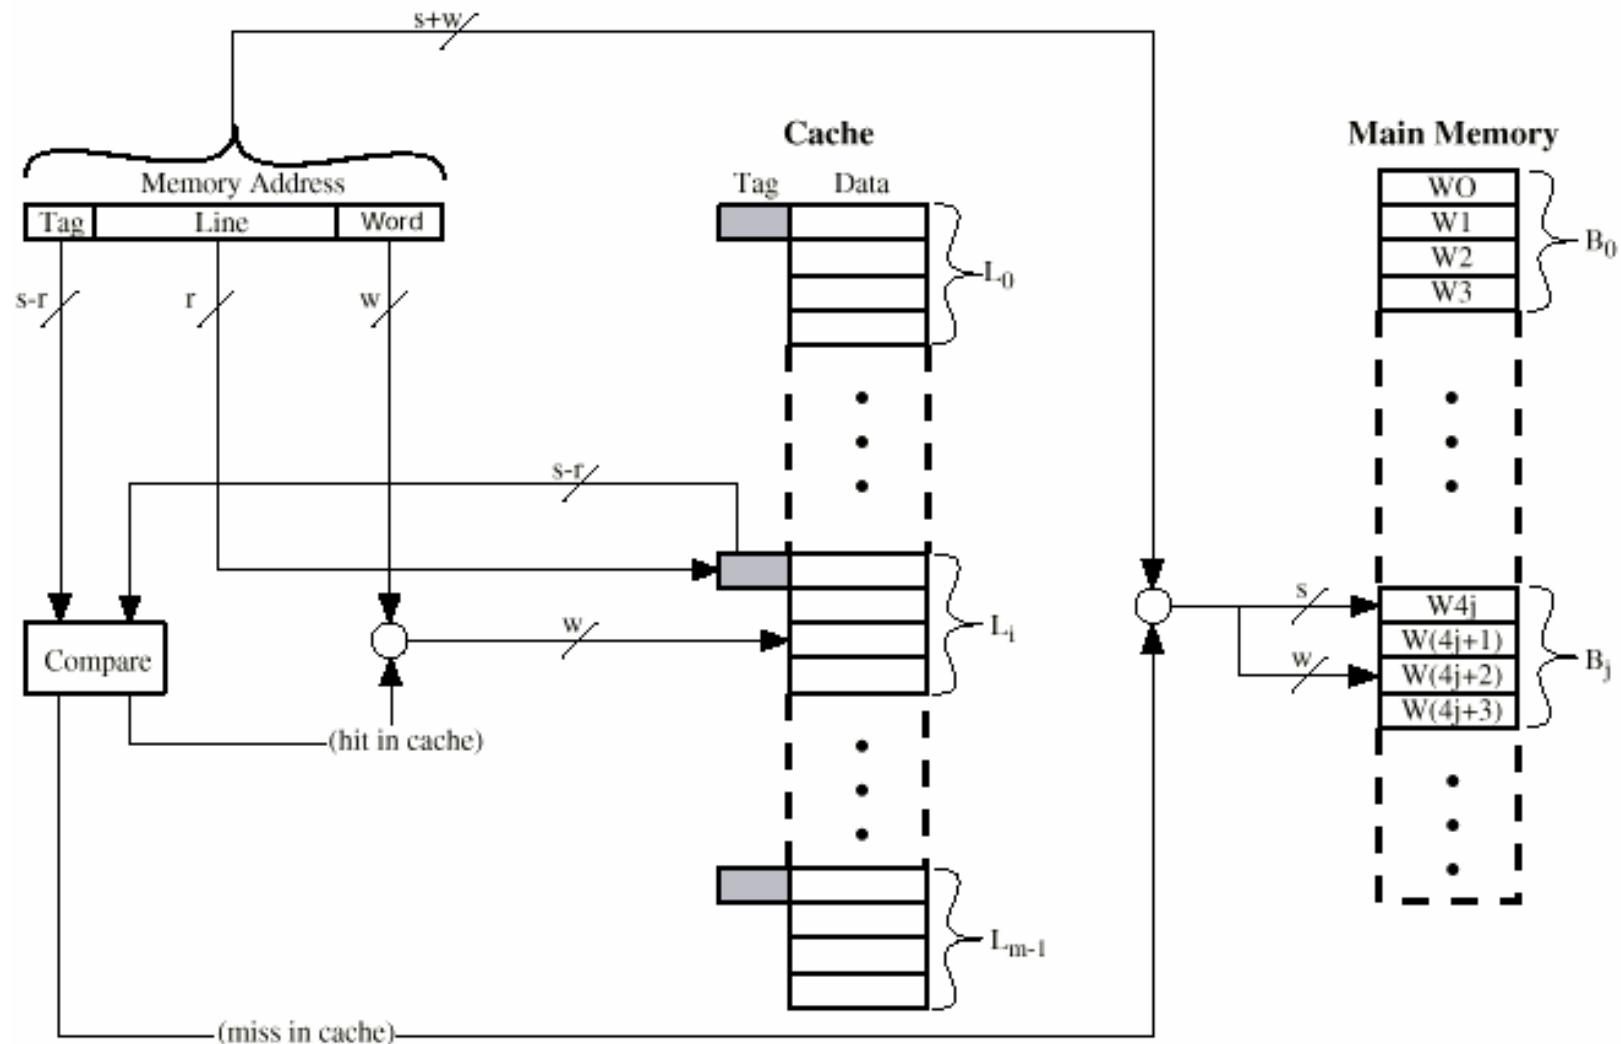 s+w
Cache
Main Memory
Memory Address
Tag Data
Tag Line Word
WO
W1
W2
W3
B0
L0
s-r
r
w
s-r
s
W4j
W(4j+1)
W(4j+2)
W(4j+3)
Bj
w
w
Li
Compare
(hit in cache)
Lm-1
(miss in cache)